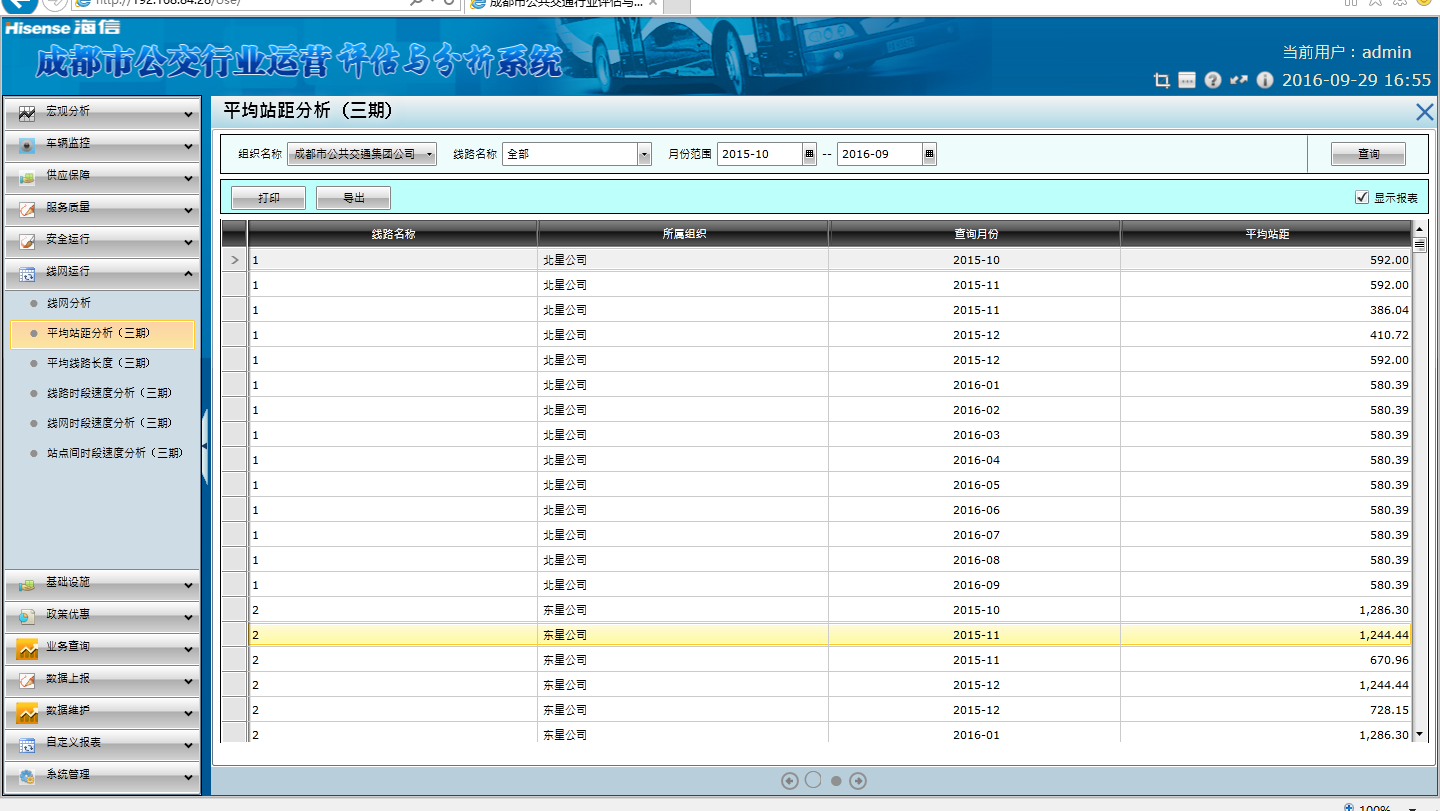 http://192.168.84.28/Use/
成都市公共交通行业评估与...
Hisense 海信
成都市公交行业运营评估与分析系统
当前用户：admin
2016-09-29 16:55
宏观分析
车辆监控
供应保障
服务质量
安全运行
线网运行
线网分析
平均站距分析（三期）
平均线路长度（三期）
线路时段速度分析（三期）
线网时段速度分析（三期）
站点间时段速度分析（三期）
基础设施
政策优惠
业务查询
数据上报
数据维护
自定义报表
系统管理
平均站距分析（三期）
组织名称 成都市公共交通集团公司 线路名称 全部 月份范围 2015-10 -- 2016-09 查询
打印 导出 显示报表
线路名称 所属组织 查询月份 平均站距
1 北星公司 2015-10 592.00
1 北星公司 2015-11 592.00
1 北星公司 2015-11 386.04
1 北星公司 2015-12 410.72
1 北星公司 2015-12 592.00
1 北星公司 2016-01 580.39
1 北星公司 2016-02 580.39
1 北星公司 2016-03 580.39
1 北星公司 2016-04 580.39
1 北星公司 2016-05 580.39
1 北星公司 2016-06 580.39
1 北星公司 2016-07 580.39
1 北星公司 2016-08 580.39
1 北星公司 2016-09 580.39
2 东星公司 2015-10 1,286.30
2 东星公司 2015-11 1,244.44
2 东星公司 2015-11 670.96
2 东星公司 2015-12 1,244.44
2 东星公司 2015-12 728.15
2 东星公司 2016-01 1,286.30
100%